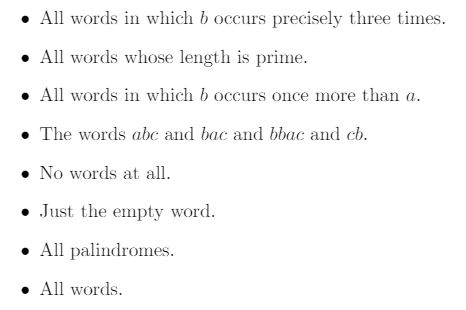 • All words in which b occurs precisely three times.
• All words whose length is prime.
• All words in which b occurs once more than a.
• The words abc and bac and bbac and cb.
• No words at all.
• Just the empty word.
• All palindromes.
• All words.